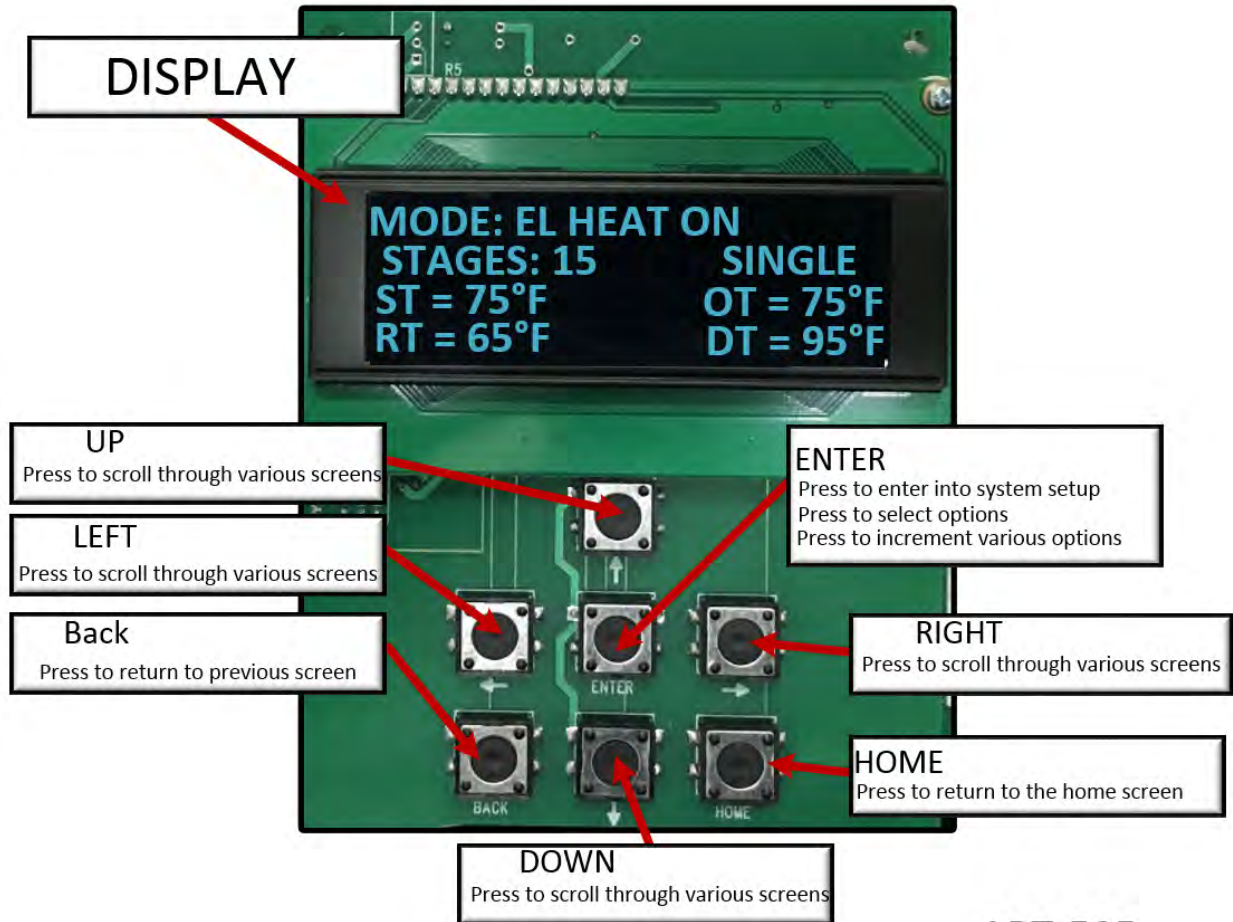 DISPLAY
R5
MODE: EL HEAT ON
STAGES: 15 SINGLE
ST = 75°F OT = 75°F
RT = 65°F DT = 95°F
UP
Press to scroll through various screens
ENTER
Press to enter into system setup
Press to select options
Press to increment various options
LEFT
Press to scroll through various screens
Back
Press to return to previous screen
RIGHT
Press to scroll through various screens
ENTER
HOME
Press to return to the home screen
BACK
HOME
DOWN
Press to scroll through various screens